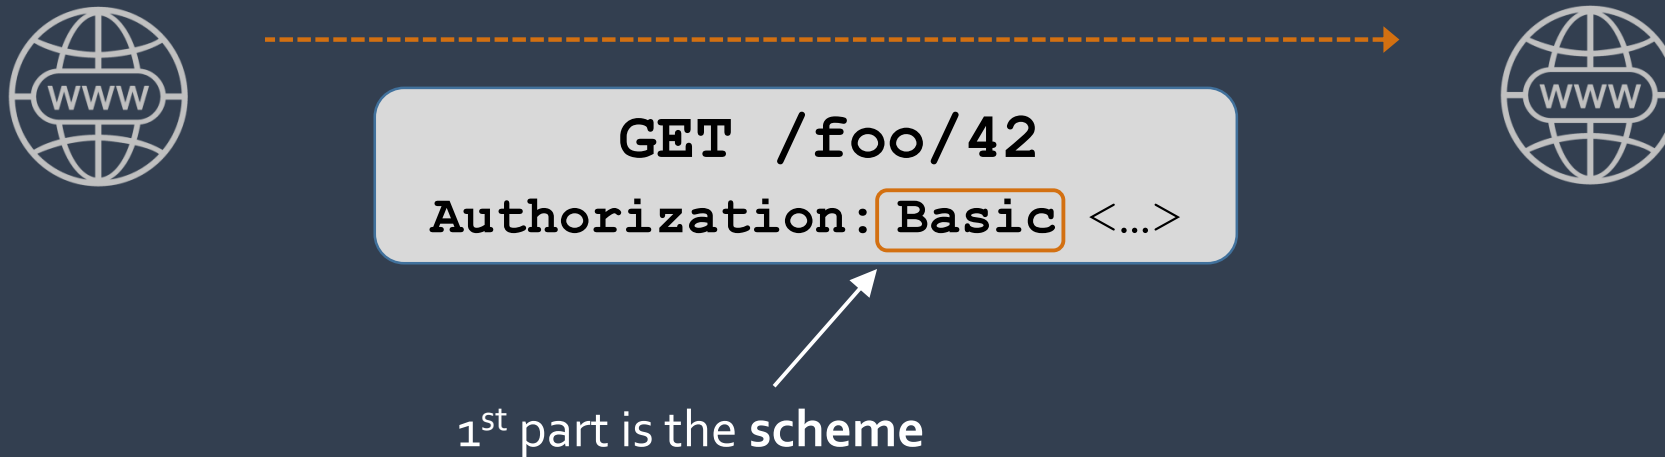 WWW
WWW
GET /foo/42
Authorization: Basic <...>
1st part is the scheme